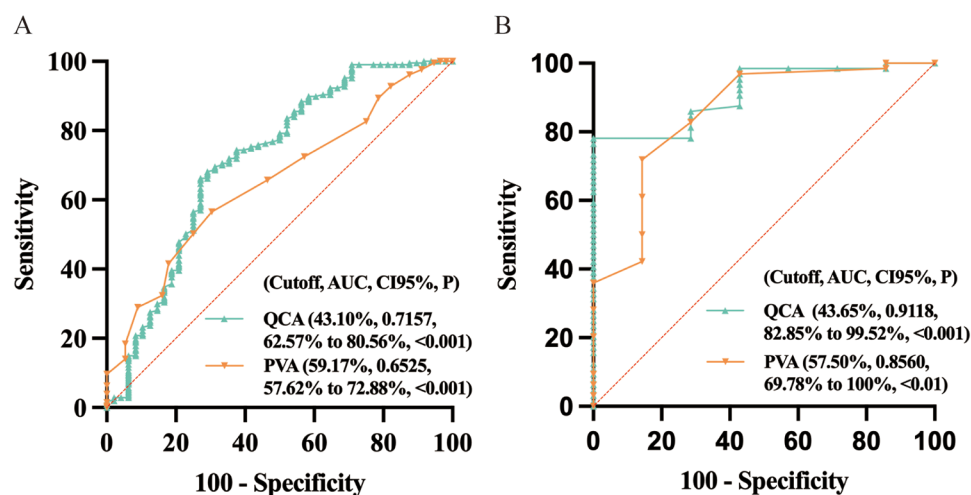 A
100
80
60
40
20
0
Sensitivity
(Cutoff, AUC, CI95%, P)
QCA (43.10%, 0.7157,
62.57% to 80.56%, <0.001)
PVA (59.17%, 0.6525,
57.62% to 72.88%, <0.001)
0 20 40 60 80 100
100 - Specificity
B
100
80
60
40
20
0
Sensitivity
(Cutoff, AUC, CI95%, P)
QCA (43.65%, 0.9118,
82.85% to 99.52%, <0.001)
PVA (57.50%, 0.8560,
69.78% to 100%, <0.01)
0 20 40 60 80 100
100 - Specificity